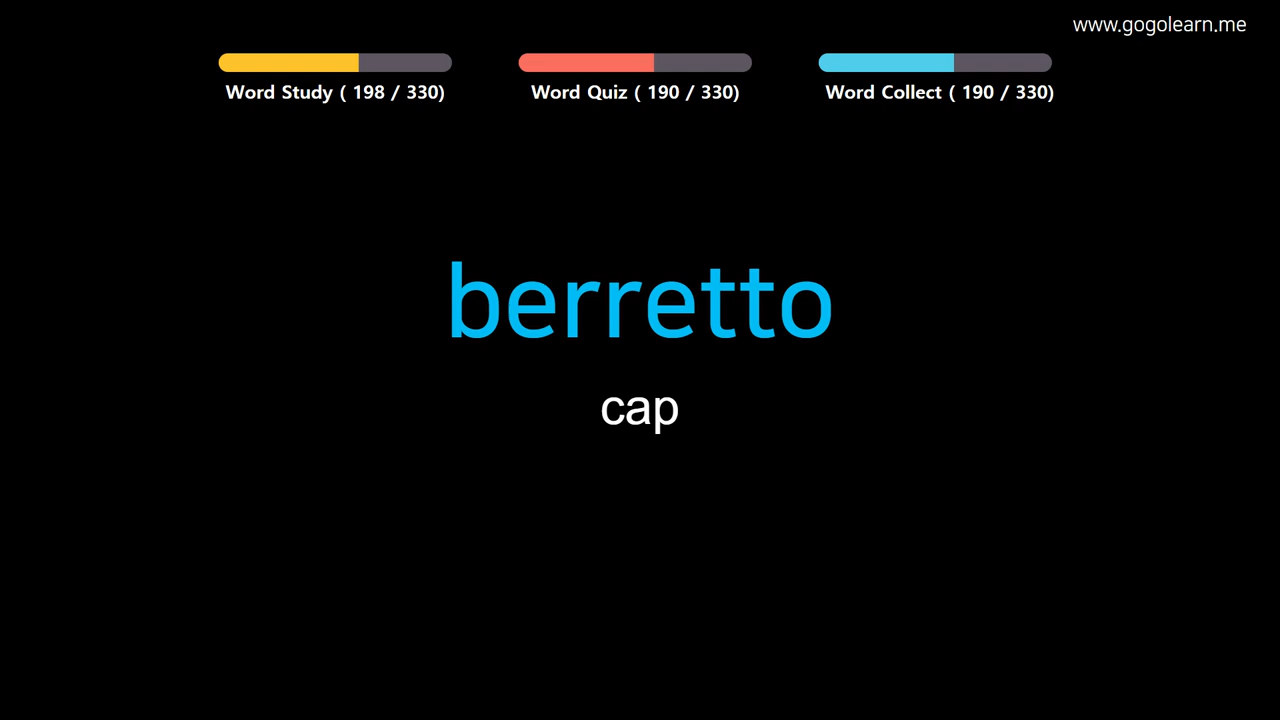 www.gogolearn.me
Word Study ( 198 / 330)
Word Quiz ( 190 / 330)
Word Collect ( 190 / 330)
berretto
cap